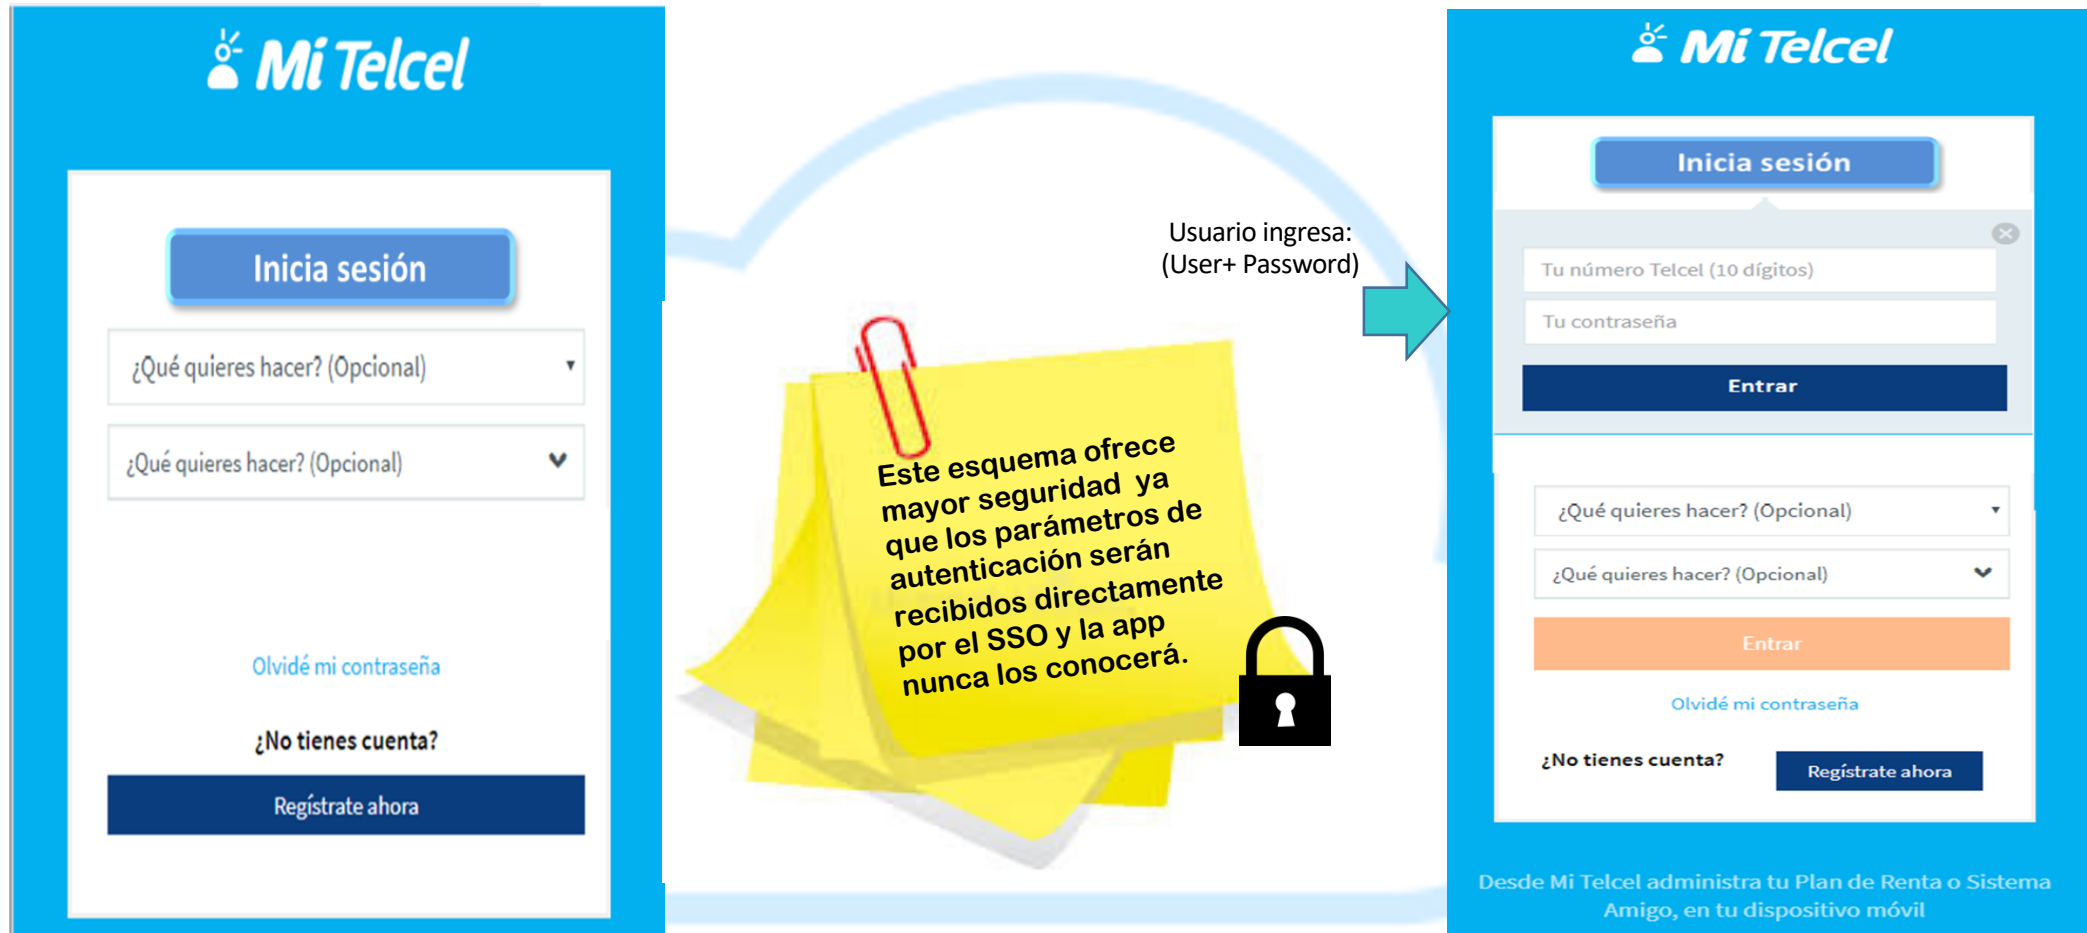 Mi Telcel
Inicia sesión
¿Qué quieres hacer? (Opcional)
¿Qué quieres hacer? (Opcional)
Olvidé mi contraseña
¿No tienes cuenta?
Regístrate ahora
Usuario ingresa:
(User+ Password)
Este esquema ofrece
mayor seguridad ya
que los parámetros de
autenticación serán
recibidos directamente
por el SSO y la app
nunca los conocerá.
Mi Telcel
Inicia sesión
Tu número Telcel (10 dígitos)
Tu contraseña
Entrar
¿Qué quieres hacer? (Opcional)
¿Qué quieres hacer? (Opcional)
Entrar
Olvidé mi contraseña
¿No tienes cuenta?
Regístrate ahora
Desde Mi Telcel administra tu Plan de Renta o Sistema
Amigo, en tu dispositivo móvil